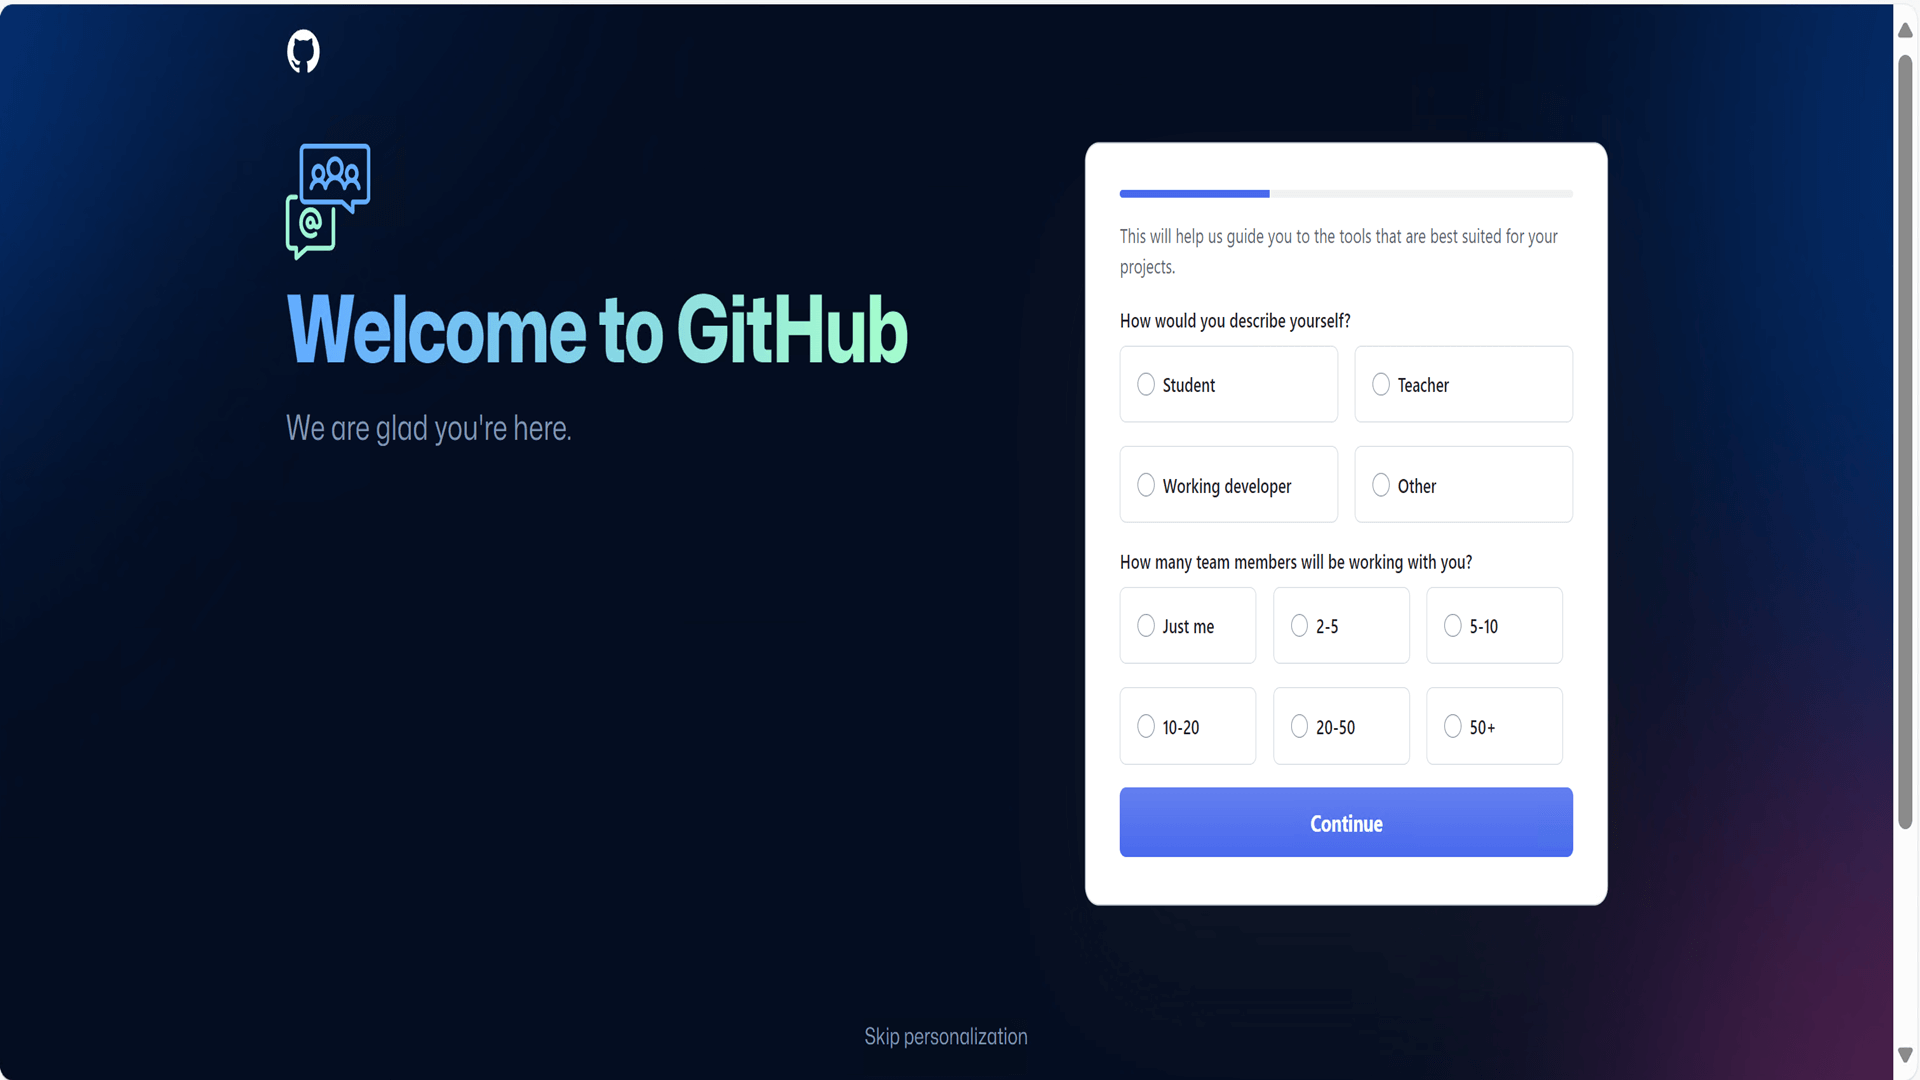 @
Welcome to GitHub
We are glad you're here.
This will help us guide you to the tools that are best suited for your
projects.
How would you describe yourself?
Student
Teacher
Working developer
Other
How many team members will be working with you?
Just me
2-5
5-10
10-20
20-50
50+
Continue
Skip personalization